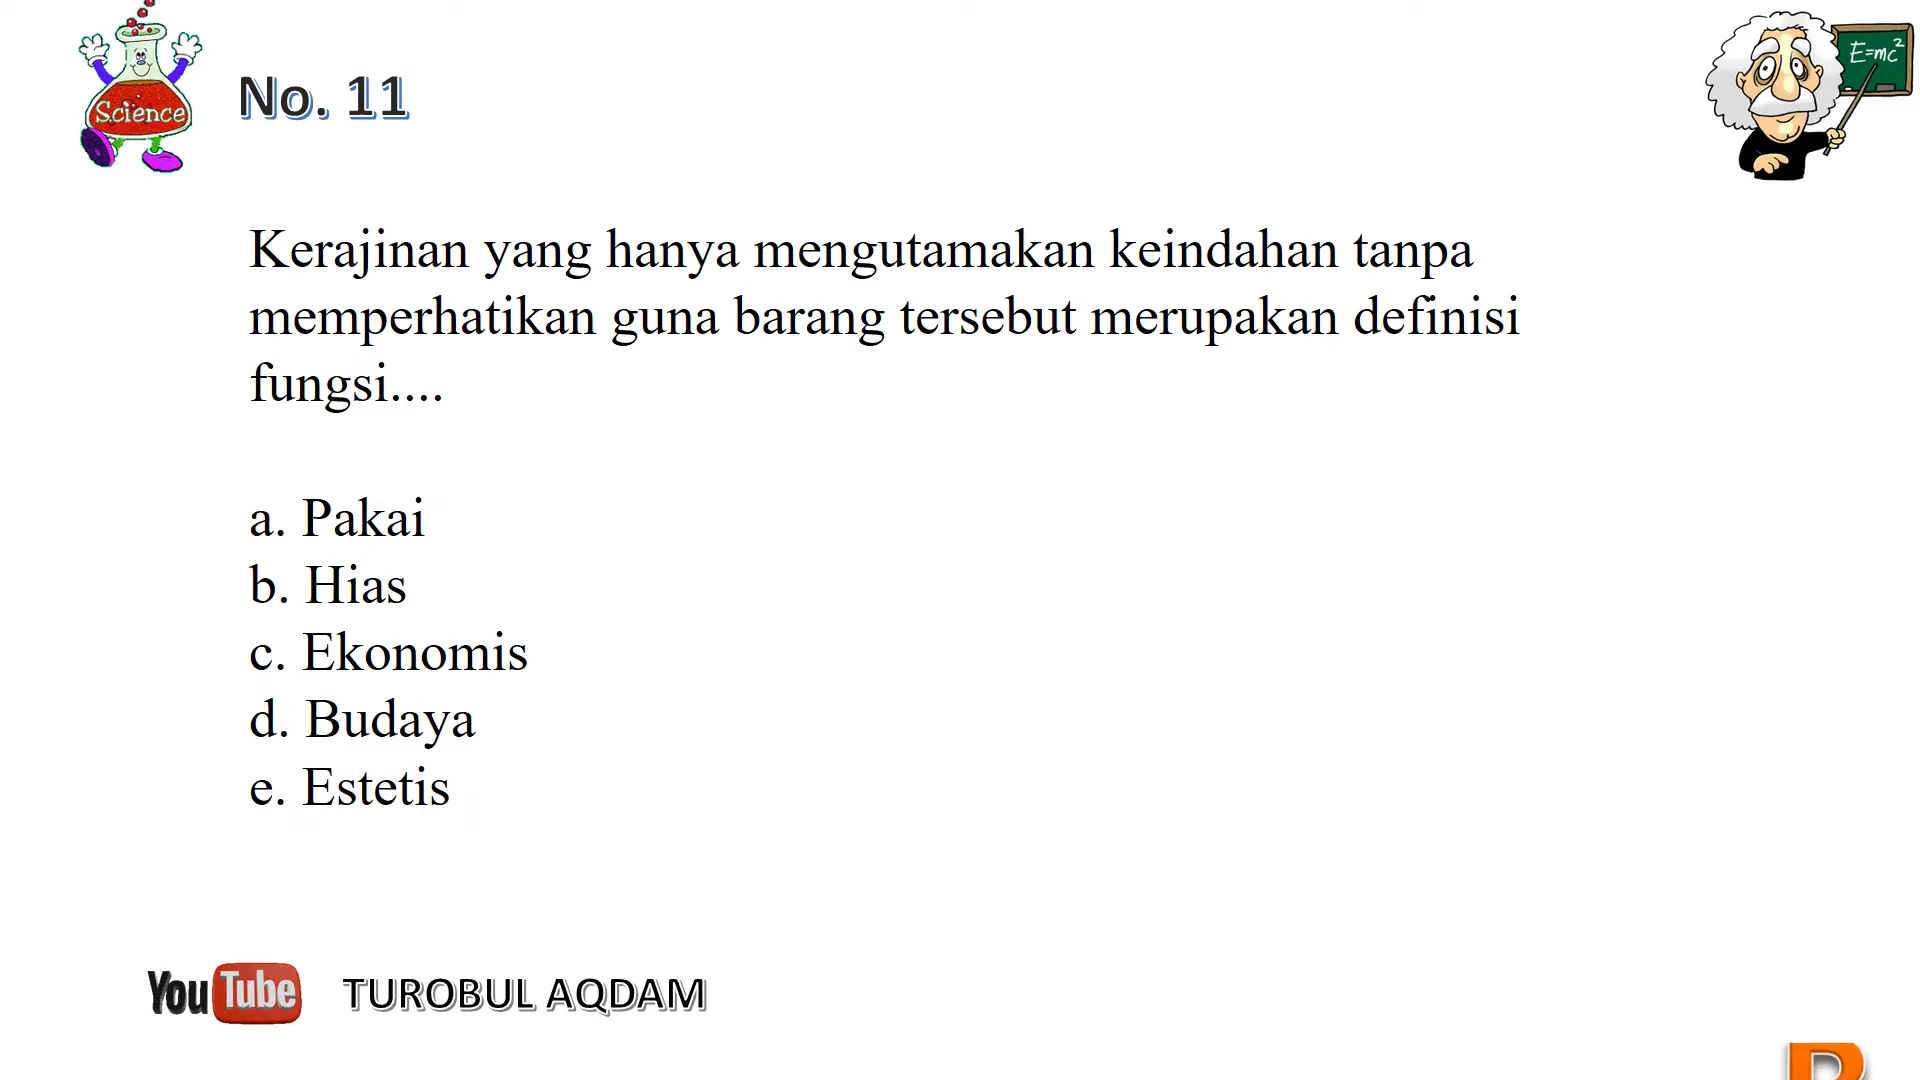 Science
No. 11
E=mc²
Kerajinan yang hanya mengutamakan keindahan tanpa
memperhatikan guna barang tersebut merupakan definisi
fungsi....
a. Pakai
b. Hias
c. Ekonomis
d. Budaya
e. Estetis
YouTube TUROBUL AQDAM